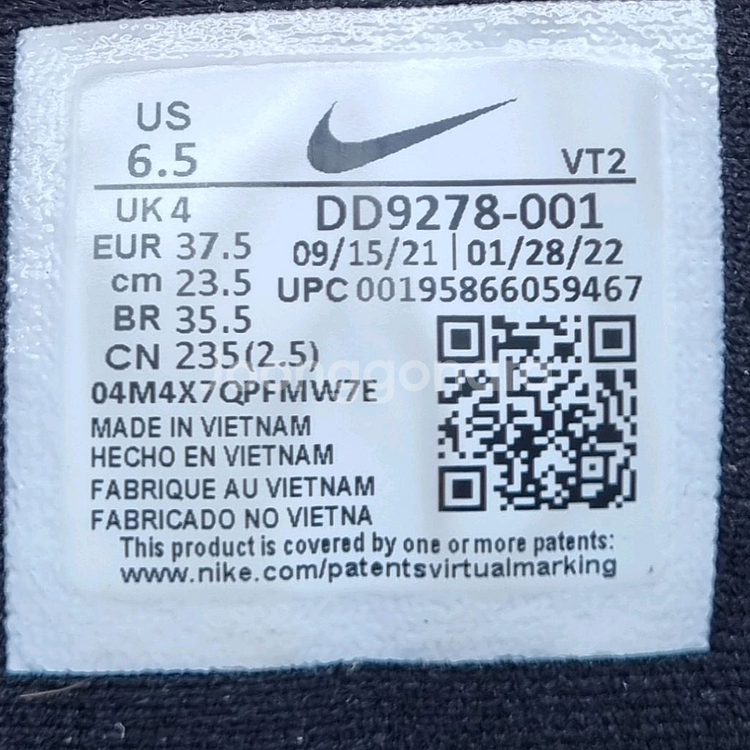 US
6.5
VT2
UK 4
DD9278-001
EUR 37.5
09/15/21 | 01/28/22
cm 23.5
UPC 00195866059467
BR 35.5
CN 235(2.5)
joonggonara
04M4X7QPFMW7E
MADE IN VIETNAM
HECHO EN VIETNAM
FABRIQUE AU VIETNAM
FABRICADO NO VIETNA
This product is covered by one or more patents:
www.nike.com/patentsvirtualmarking